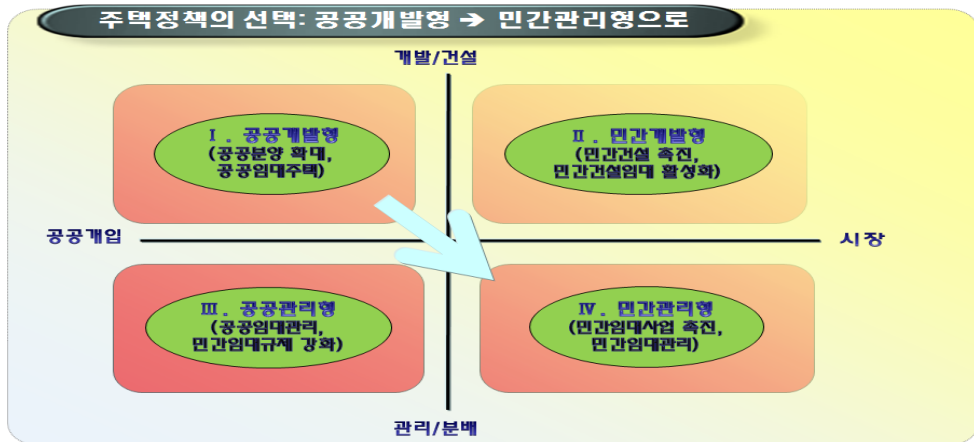 주택정책의 선택: 공공개발형 → 민간관리형으로
개발/건설
Ⅰ. 공공개발형
(공공분양 확대,
공공임대주택)
Ⅱ. 민간개발형
(민간건설 촉진,
민간건설임대 활성화)
공공개입
시장
Ⅲ. 공공관리형
(공공임대관리,
민간임대규제 강화)
Ⅳ. 민간관리형
(민간임대사업 촉진,
민간임대관리)
관리/분배